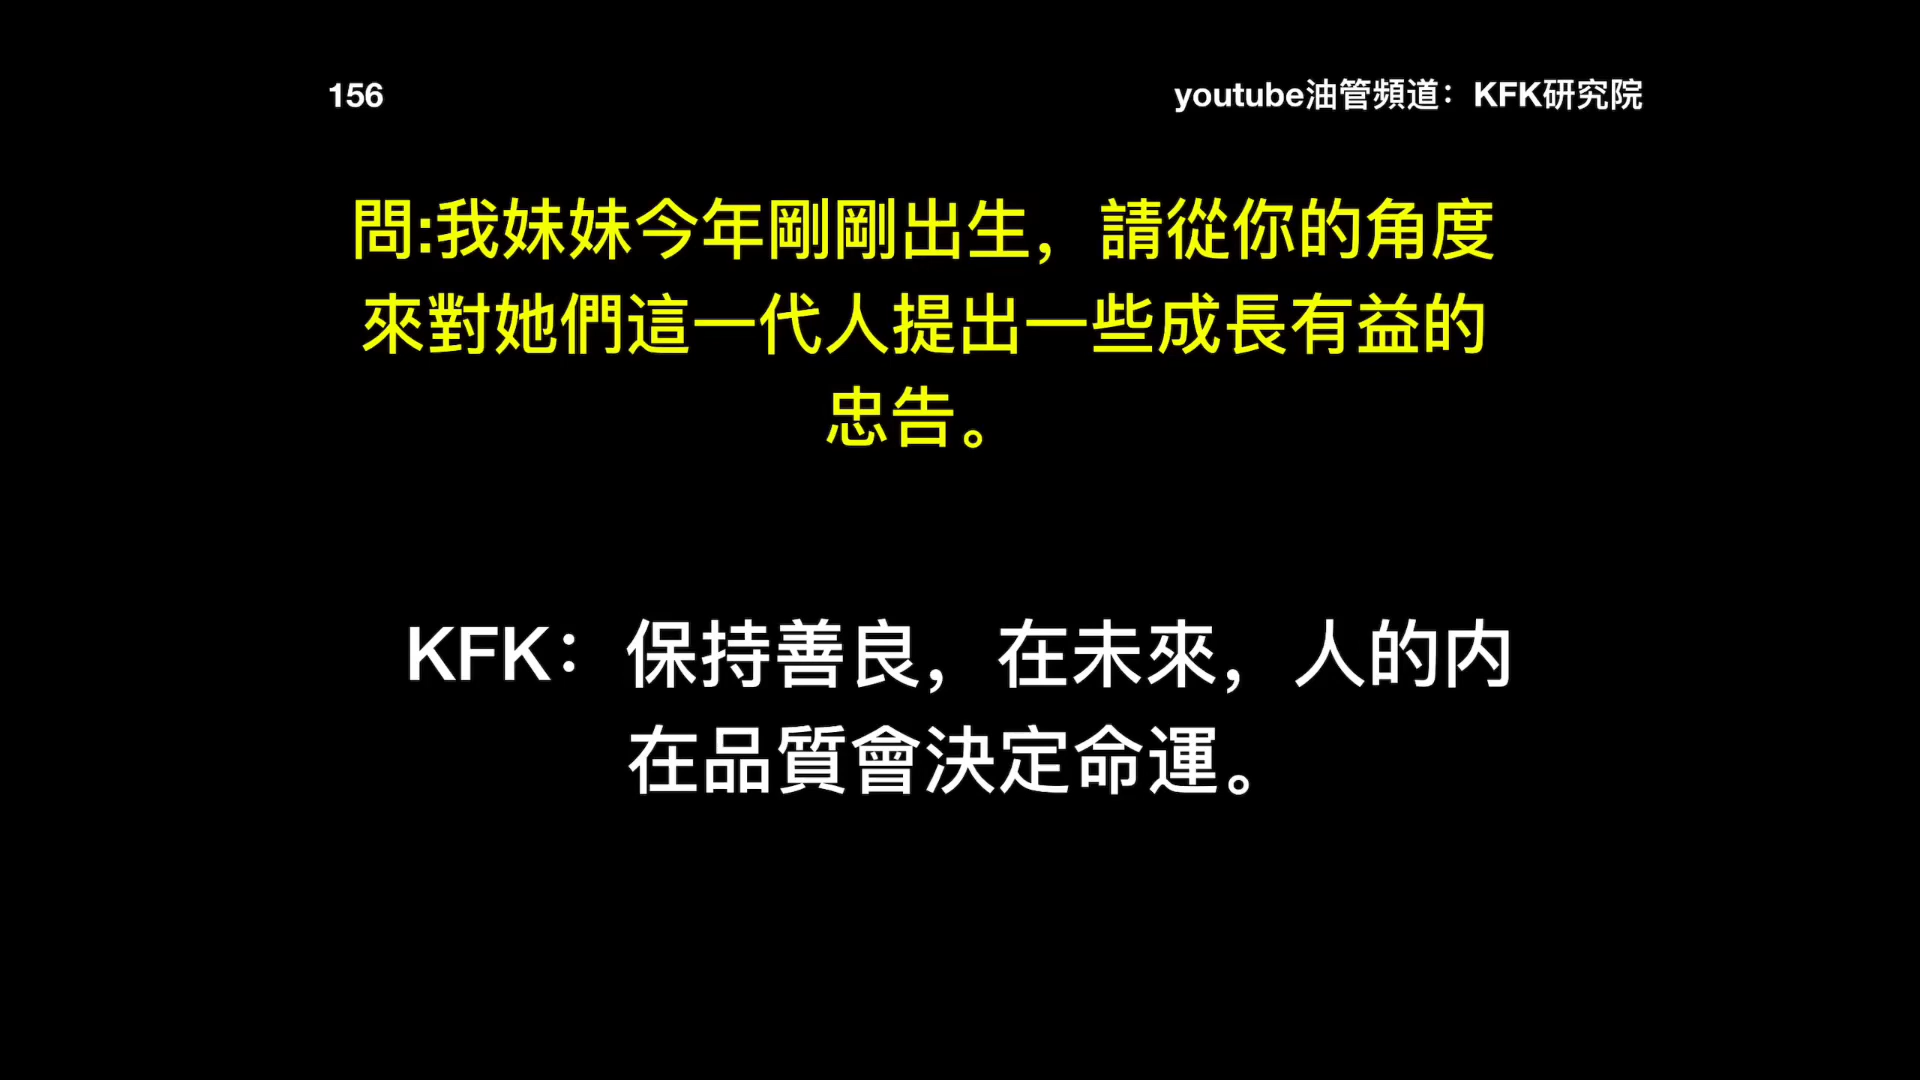 156
youtube油管頻道：KFK研究院
問:我妹妹今年剛剛出生，請從你的角度
來對她們這一代人提出一些成長有益的
忠告。
KFK：保持善良，在未來，人的内
在品質會決定命運。